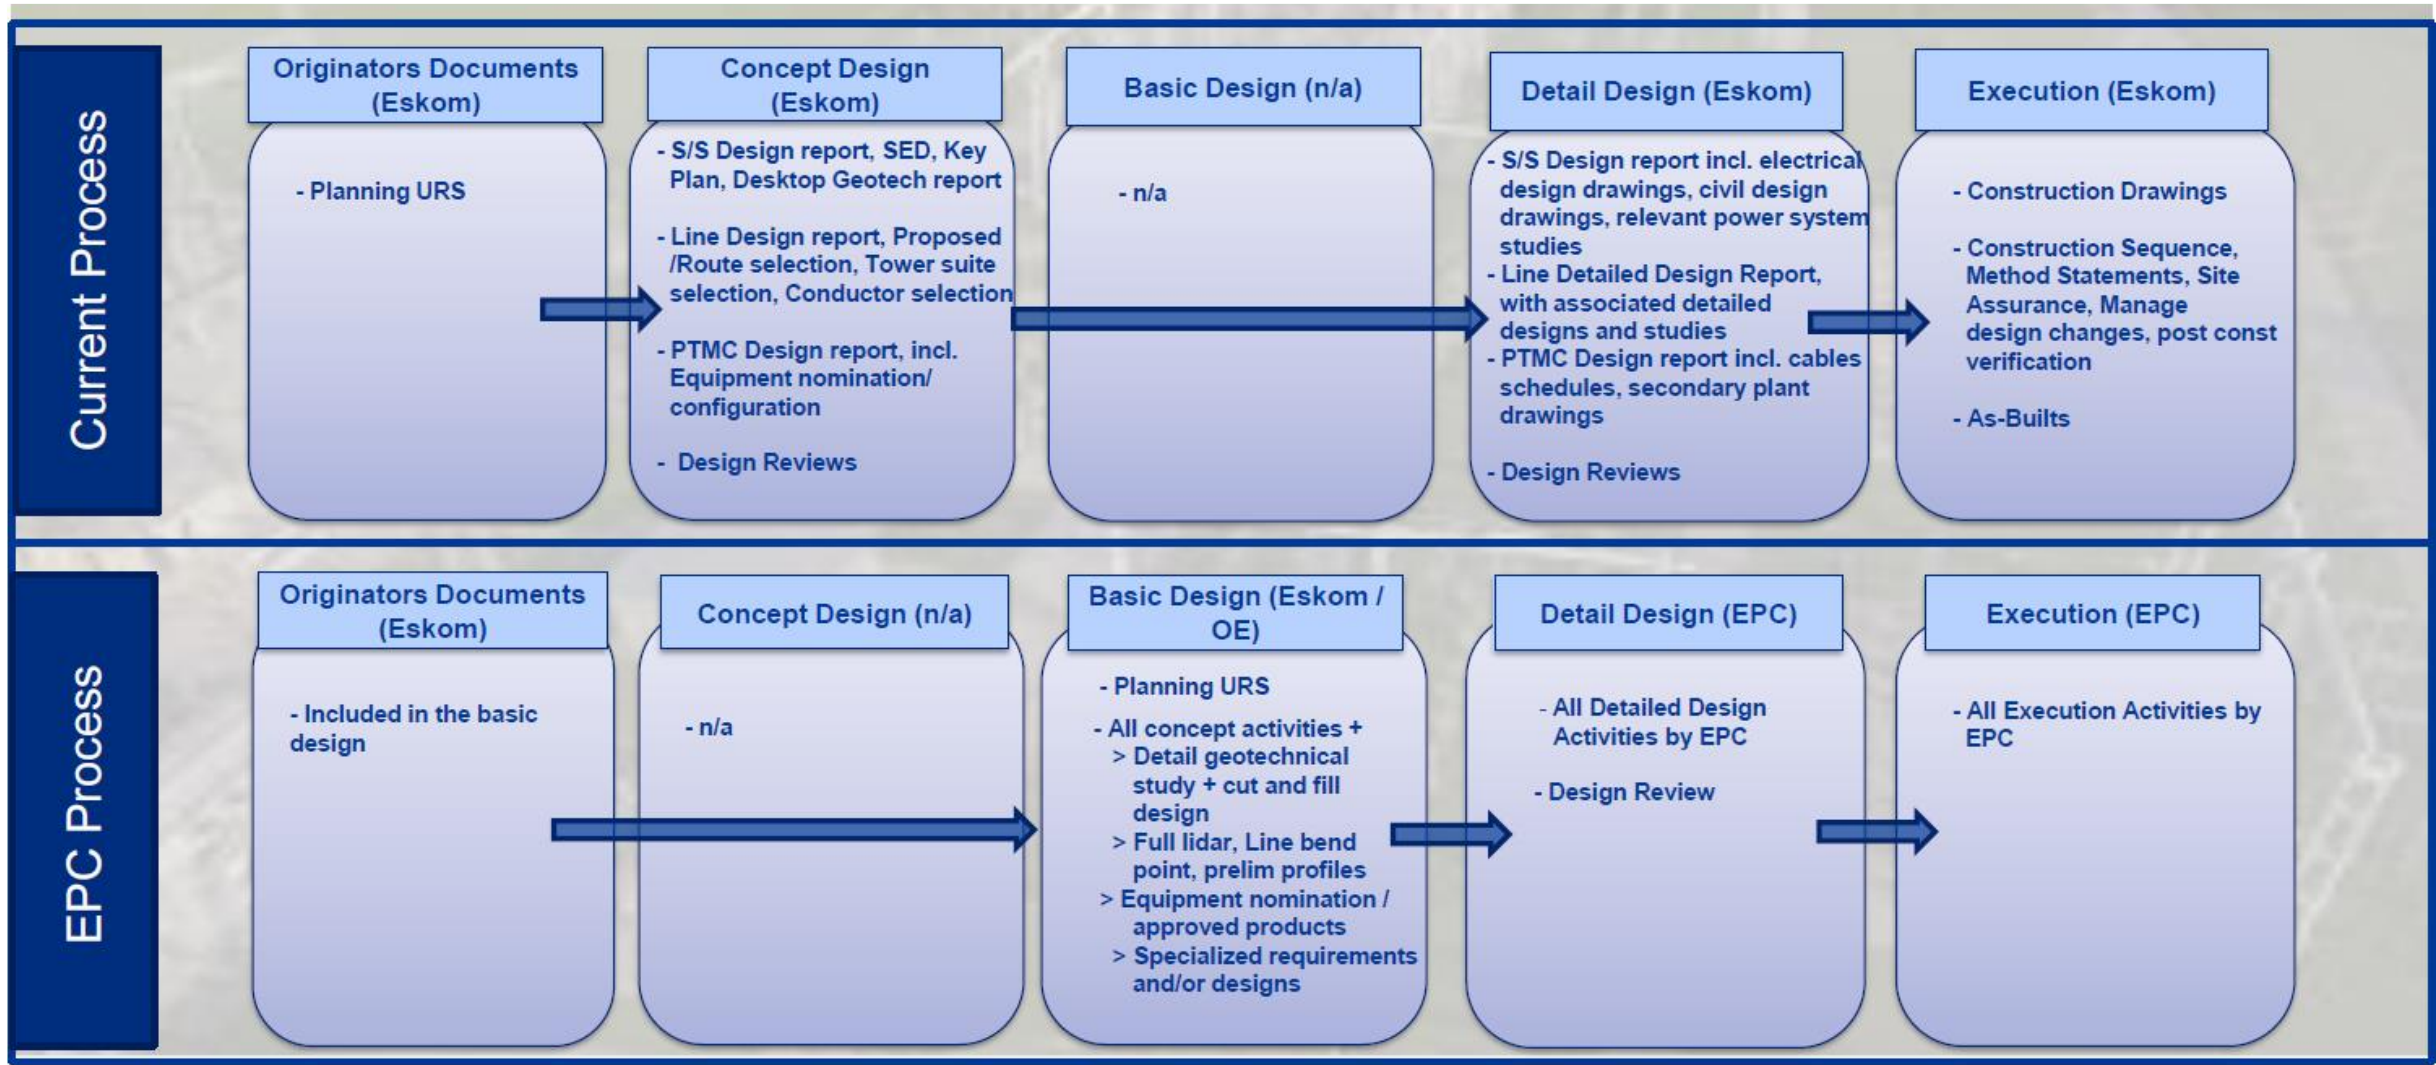 Current Process
Originators Documents
(Eskom)
- Planning URS
Concept Design
(Eskom)
- S/S Design report, SED, Key
Plan, Desktop Geotech report
- Line Design report, Proposed
/Route selection, Tower suite
selection, Conductor selection
- PTMC Design report, incl.
Equipment nomination/
configuration
- Design Reviews
Basic Design (n/a)
- n/a
Detail Design (Eskom)
- S/S Design report incl. electrical
design drawings, civil design
drawings, relevant power system
studies
- Line Detailed Design Report,
with associated detailed
designs and studies
- PTMC Design report incl. cables
schedules, secondary plant
drawings
- Design Reviews
Execution (Eskom)
- Construction Drawings
- Construction Sequence,
Method Statements, Site
Assurance, Manage
design changes, post const
verification
- As-Builts
EPC Process
Originators Documents
(Eskom)
- Included in the basic
design
Concept Design (n/a)
- n/a
Basic Design (Eskom /
OE)
- Planning URS
- All concept activities +
> Detail geotechnical
study + cut and fill
design
> Full lidar, Line bend
point, prelim profiles
> Equipment nomination /
approved products
> Specialized requirements
and/or designs
Detail Design (EPC)
- All Detailed Design
Activities by EPC
- Design Review
Execution (EPC)
- All Execution Activities by
EPC